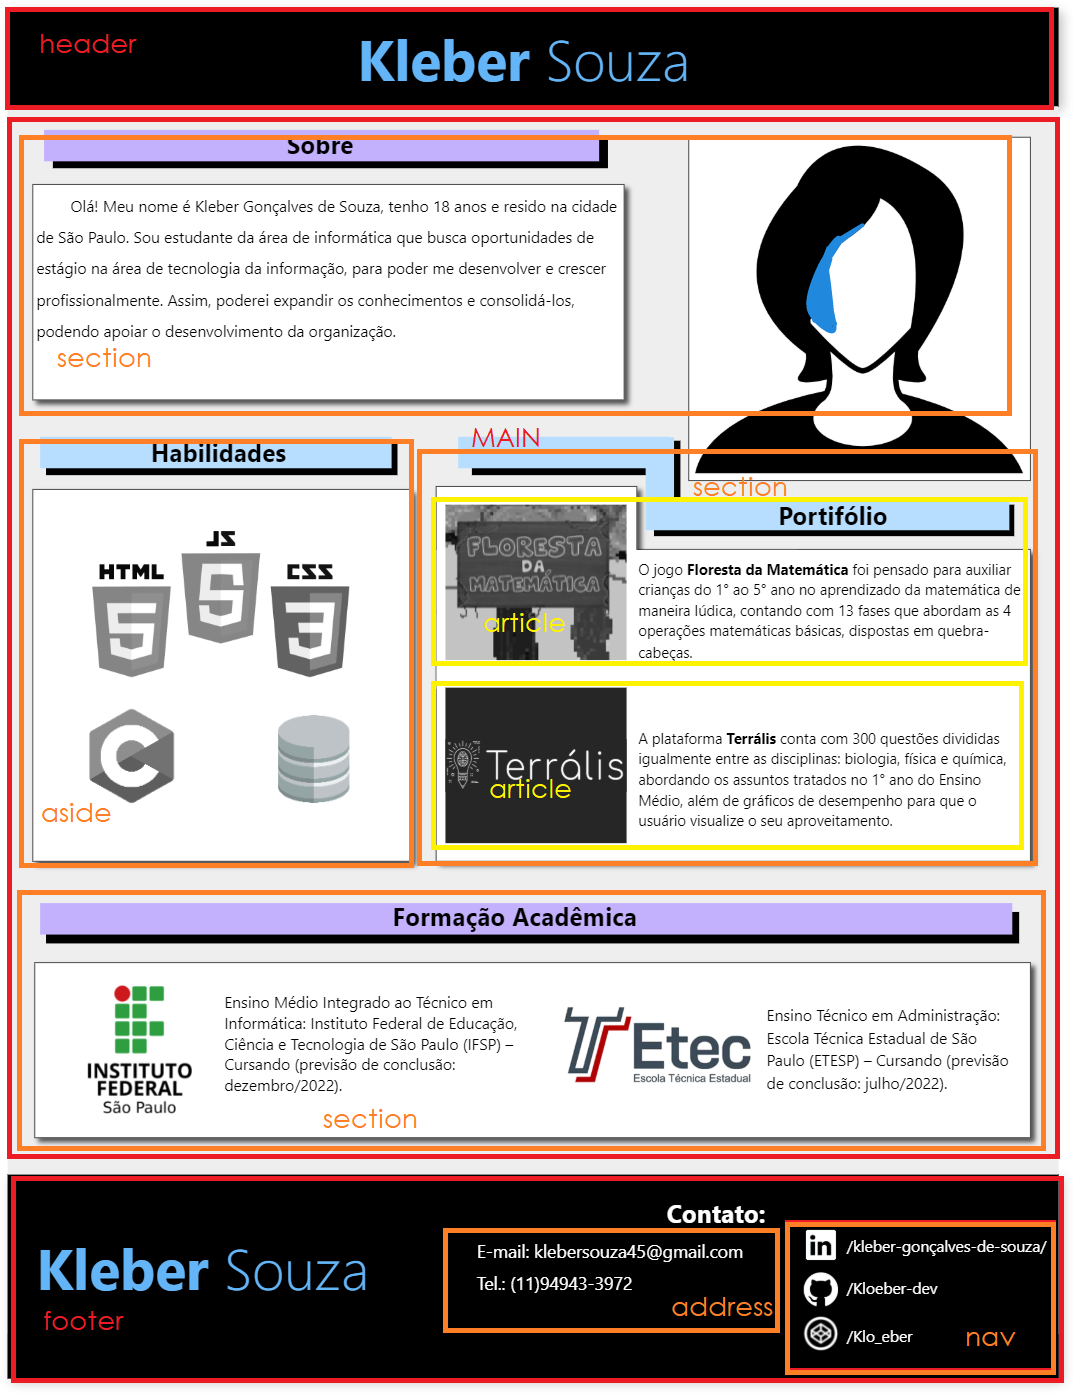 header
Kleber Souza
Sobre
Olá! Meu nome é Kleber Gonçalves de Souza, tenho 18 anos e resido na cidade
de São Paulo. Sou estudante da área de informática que busca oportunidades de
estágio na área de tecnologia da informação, para poder me desenvolver e crescer
profissionalmente. Assim, poderei expandir os conhecimentos e consolidá-los,
podendo apoiar o desenvolvimento da organização.
section
Habilidades
JS
HTML
CSS
5
5
3
C
aside
MAIN
section
Portifólio
FLORESTA
DA
MATEMÁTICA
article
O jogo Floresta da Matemática foi pensado para auxiliar
crianças do 1° ao 5° ano no aprendizado da matemática de
maneira lúdica, contando com 13 fases que abordam as 4
operações matemáticas básicas, dispostas em quebra-
cabeças.
Terrális
article
A plataforma Terrális conta com 300 questões divididas
igualmente entre as disciplinas: biologia, física e química,
abordando os assuntos tratados no 1° ano do Ensino
Médio, além de gráficos de desempenho para que o
usuário visualize o seu aproveitamento.
Formação Acadêmica
INSTITUTO
FEDERAL
São Paulo
Ensino Médio Integrado ao Técnico em
Informática: Instituto Federal de Educação,
Ciência e Tecnologia de São Paulo (IFSP) –
Cursando (previsão de conclusão:
dezembro/2022).
Etec
Escola Técnica Estadual
Ensino Técnico em Administração:
Escola Técnica Estadual de São
Paulo (ETESP) – Cursando (previsão
de conclusão: julho/2022).
section
Kleber Souza
footer
Contato:
E-mail: klebersouza45@gmail.com
Tel.: (11)94943-3972
address
in
/kleber-gonçalves-de-souza/
/Kloeber-dev
/Klo_eber
nav